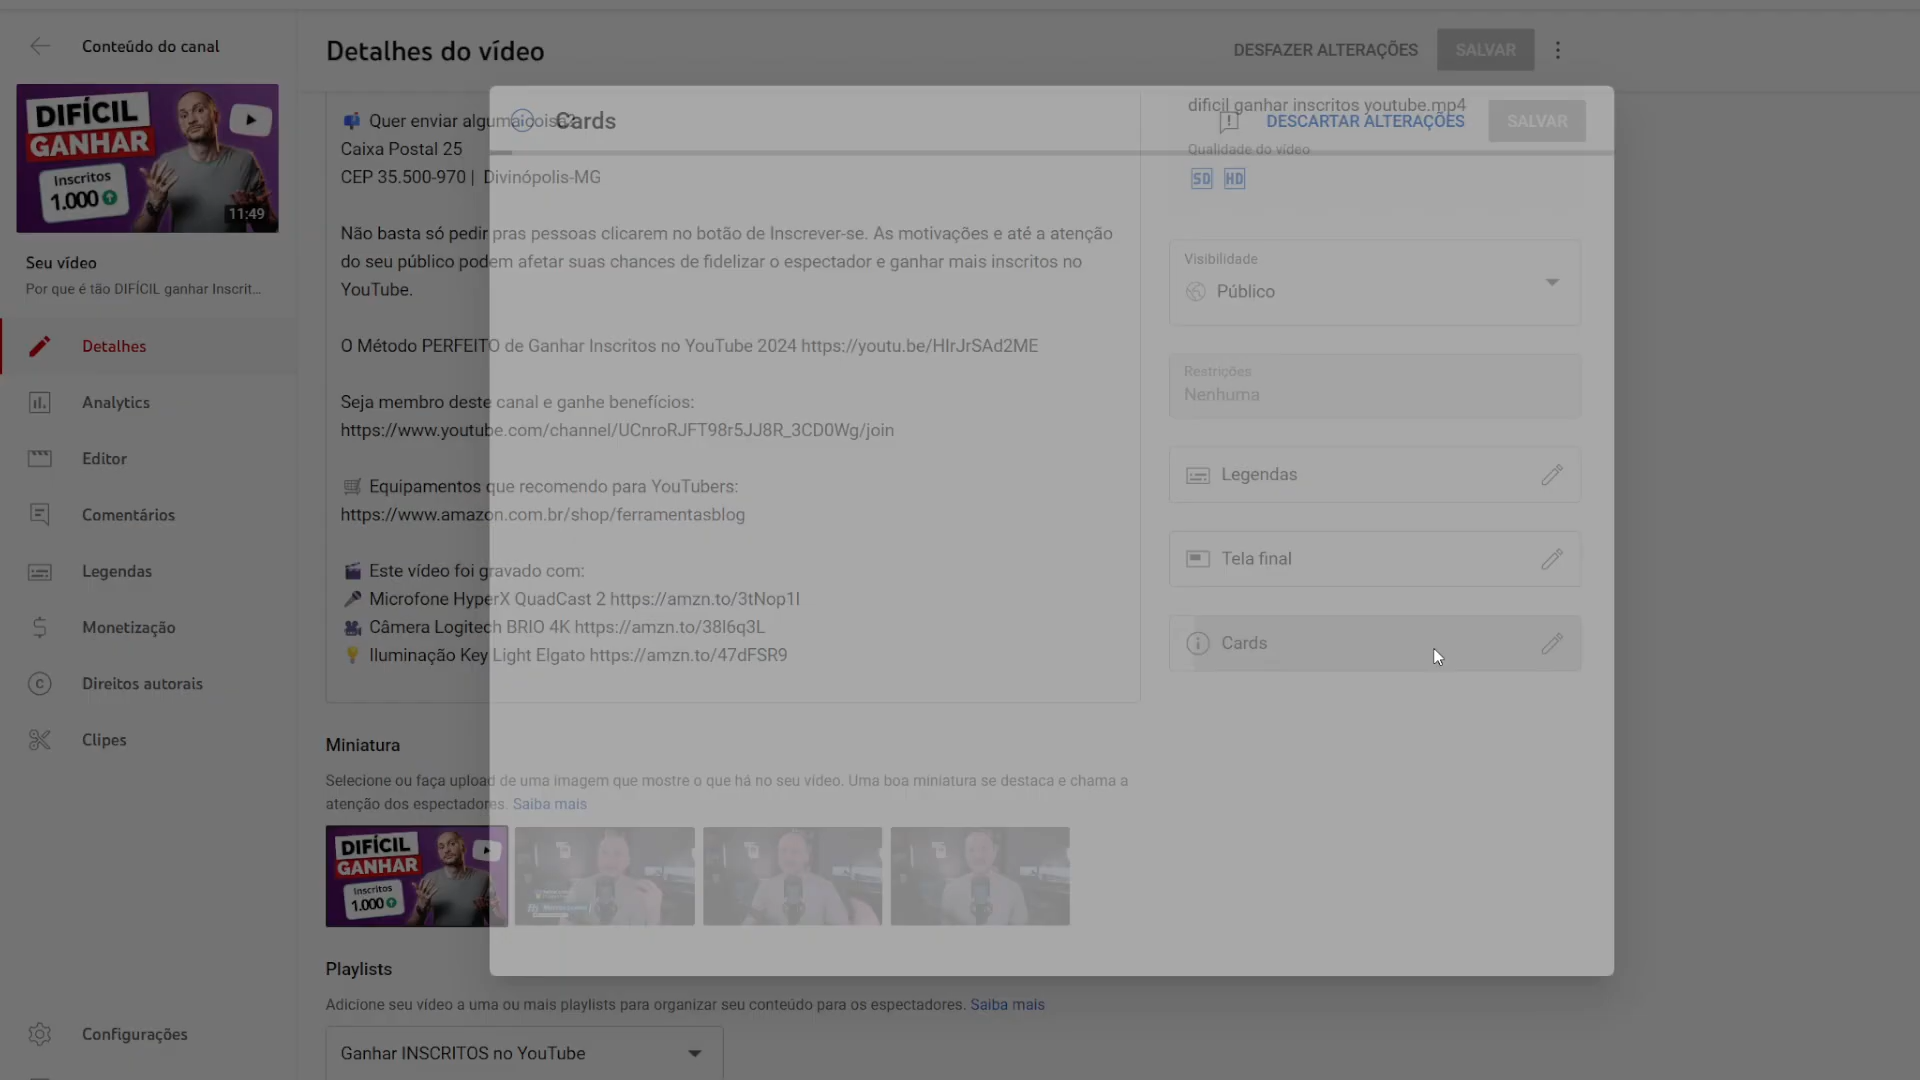 Conteúdo do canal
DIFÍCIL
GANHAR
Inscritos
1.000
11:49
Seu vídeo
Por que é tão DIFÍCIL ganhar Inscrit...
Detalhes
Analytics
Editor
Comentários
Legendas
Monetização
Direitos autorais
Clipes
Configurações
Detalhes do vídeo
DESFAZER ALTERAÇÕES
SALVAR
Cards
DESCARTAR ALTERAÇÕES
SALVAR
Quer enviar alguma coisa?
Caixa Postal 25
CEP 35.500-970 | Divinópolis-MG
Não basta só pedir pras pessoas clicarem no botão de Inscrever-se. As motivações e até a atenção
do seu público podem afetar suas chances de fidelizar o espectador e ganhar mais inscritos no
YouTube.
O Método PERFEITO de Ganhar Inscritos no YouTube 2024 https://youtu.be/HIrJrSAd2ME
Seja membro deste canal e ganhe benefícios:
https://www.youtube.com/channel/UCnroRJFT98r5JJ8R_3CD0Wg/join
Equipamentos que recomendo para YouTubers:
https://www.amazon.com.br/shop/ferramentasblog
Este vídeo foi gravado com:
Microfone HyperX QuadCast 2 https://amzn.to/3tNop1I
Câmera Logitech BRIO 4K https://amzn.to/38I6q3L
Iluminação Key Light Elgato https://amzn.to/47dFSR9
Miniatura
Selecione ou faça upload de uma imagem que mostre o que há no seu vídeo. Uma boa miniatura se destaca e chama a
atenção dos espectadores. Saiba mais
DIFÍCIL
GANHAR
Inscritos
1.000
Playlists
Adicione seu vídeo a uma ou mais playlists para organizar seu conteúdo para os espectadores. Saiba mais
Ganhar INSCRITOS no YouTube
dificil ganhar inscritos youtube.mp4
Qualidade do vídeo
SD HD
Visibilidade
Público
Restrições
Nenhuma
Legendas
Tela final
Cards